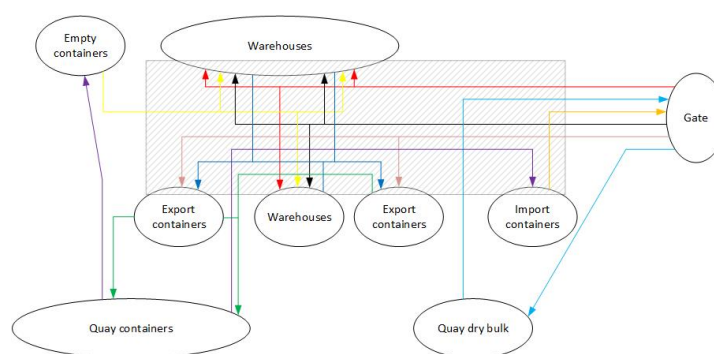 Empty
containers
Warehouses
Gate
Export
containers
Warehouses
Export
containers
Import
containers
Quay containers
Quay dry bulk